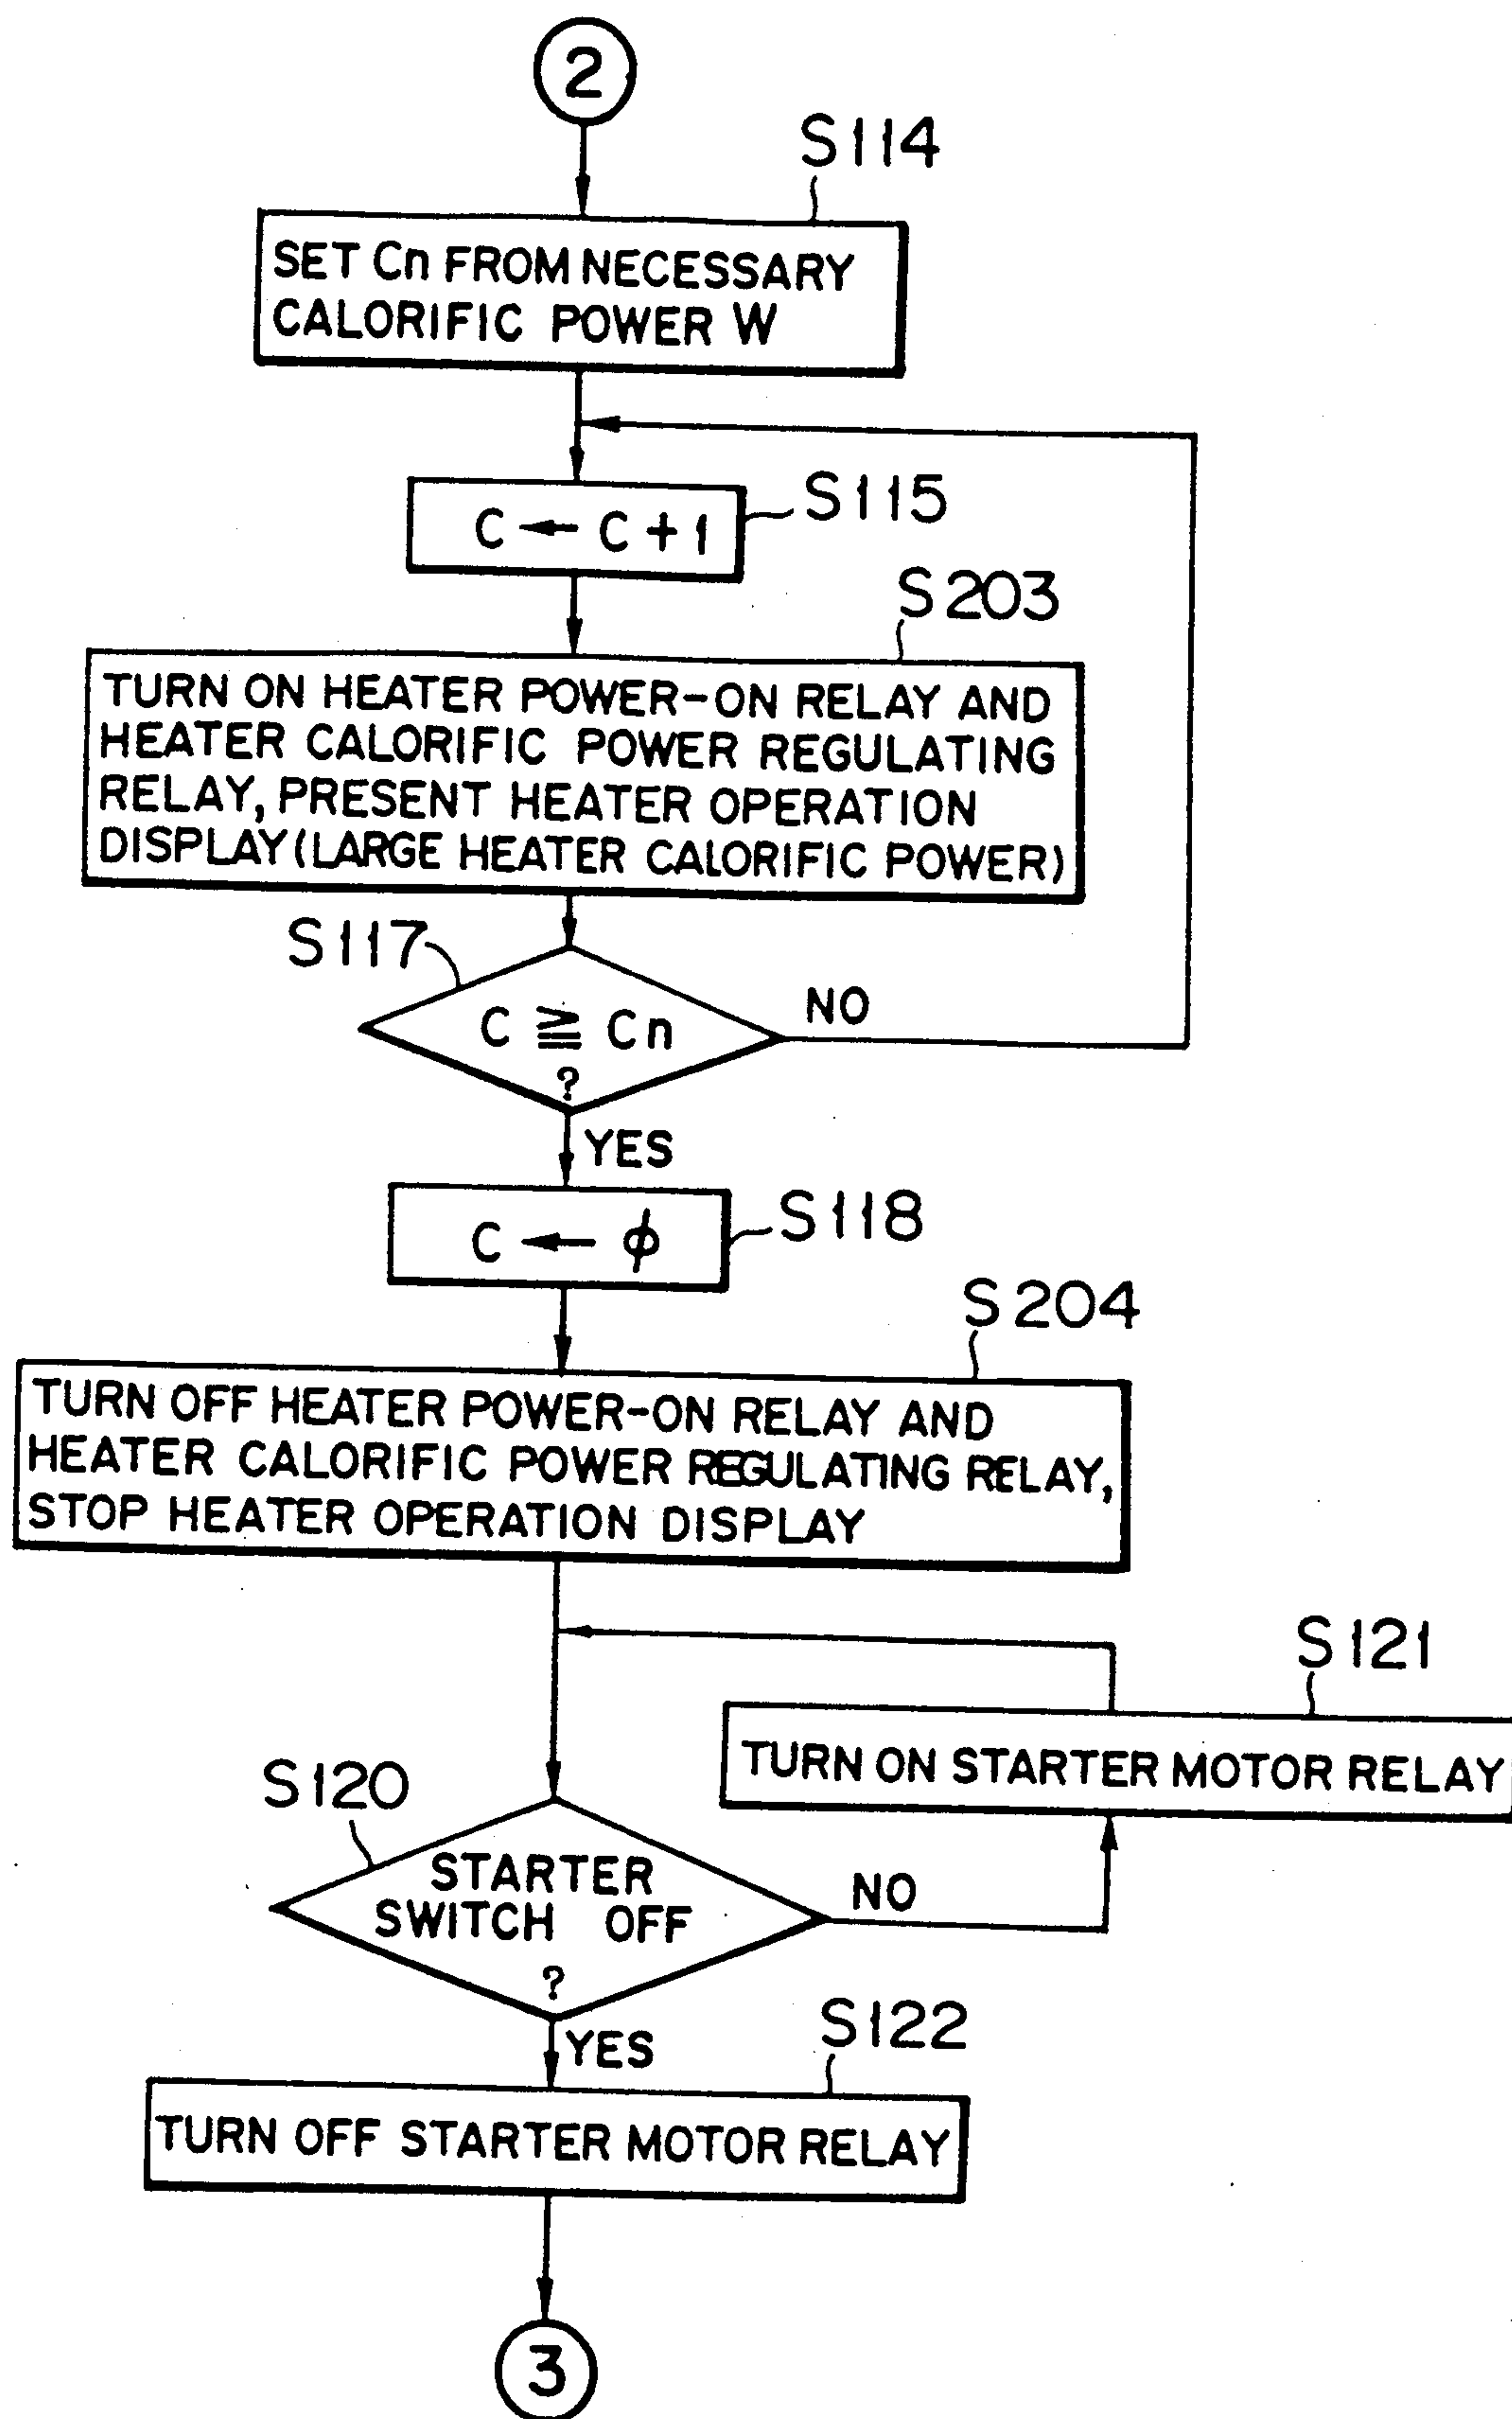 2
S114
SET Cn FROM NECESSARY
CALORIFIC POWER W
C ← C + 1
S115
S203
TURN ON HEATER POWER-ON RELAY AND
HEATER CALORIFIC POWER REGULATING
RELAY, PRESENT HEATER OPERATION
DISPLAY (LARGE HEATER CALORIFIC POWER)
S117
C ≧ Cn
?
NO
YES
C ← ϕ
S118
S204
TURN OFF HEATER POWER-ON RELAY AND
HEATER CALORIFIC POWER REGULATING RELAY,
STOP HEATER OPERATION DISPLAY
S121
TURN ON STARTER MOTOR RELAY
S120
STARTER
SWITCH OFF
?
NO
YES
S122
TURN OFF STARTER MOTOR RELAY
3